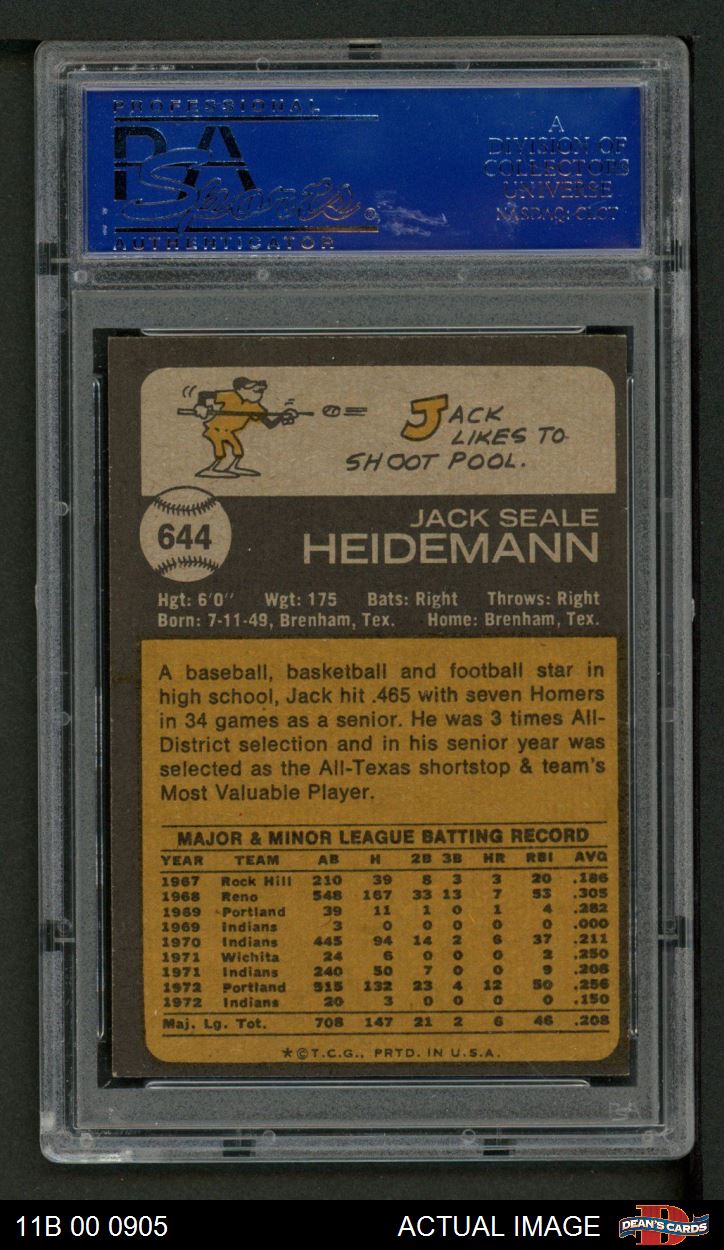 PROFESSIONAL
PSA
Sports
AUTHENTICATOR
A
DIVISION OF
COLLECTORS
UNIVERSE
NASDAQ: CLCT
JACK
LIKES TO
SHOOT POOL.
644
JACK SEALE
HEIDEMANN
Hgt: 6'0" Wgt: 175 Bats: Right Throws: Right
Born: 7-11-49, Brenham, Tex. Home: Brenham, Tex.
A baseball, basketball and football star in
high school, Jack hit .465 with seven Homers
in 34 games as a senior. He was 3 times All-
District selection and in his senior year was
selected as the All-Texas shortstop & team's
Most Valuable Player.
MAJOR & MINOR LEAGUE BATTING RECORD
YEAR TEAM AB H 2B 3B HR RBI AVG
1967 Rock Hill 210 39 8 3 3 20 .186
1968 Reno 548 167 33 13 7 53 .305
1969 Portland 39 11 1 0 1 4 .282
1969 Indians 3 0 0 0 0 0 .000
1970 Indians 445 94 14 2 6 37 .211
1971 Wichita 24 6 0 0 0 2 .250
1971 Indians 240 50 7 0 0 9 .208
1972 Portland 515 132 23 4 12 50 .256
1972 Indians 20 3 0 0 0 0 .150
Maj. Lg. Tot. 708 147 21 2 6 46 .208
★©T.C.G., PRTD. IN U.S.A.
11B 00 0905 ACTUAL IMAGE
DEAN'S CARDS